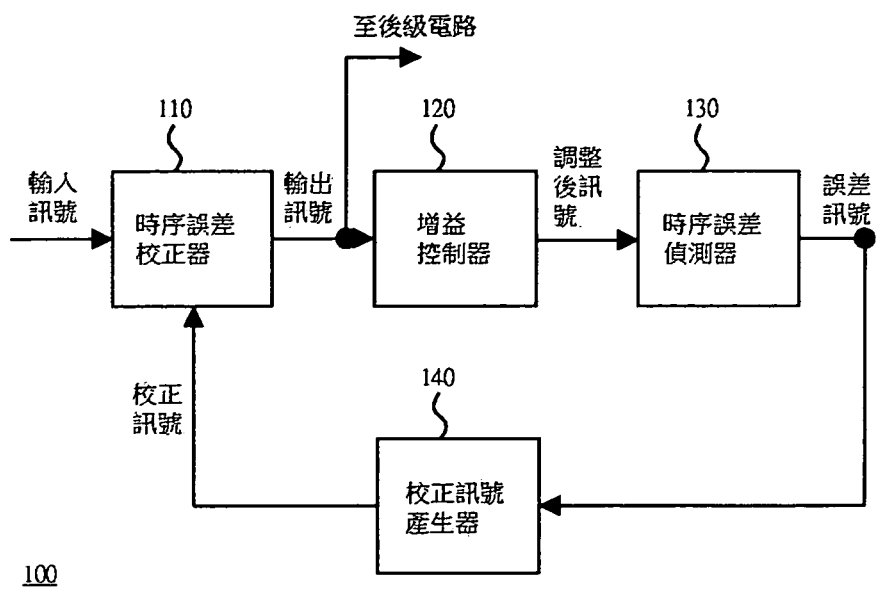 至後級電路
110
120
130
輸入
訊號
時序誤差
校正器
輸出
訊號
增益
控制器
調整
後訊
號
時序誤差
偵測器
誤差
訊號
校正
訊號
140
校正訊號
產生器
100